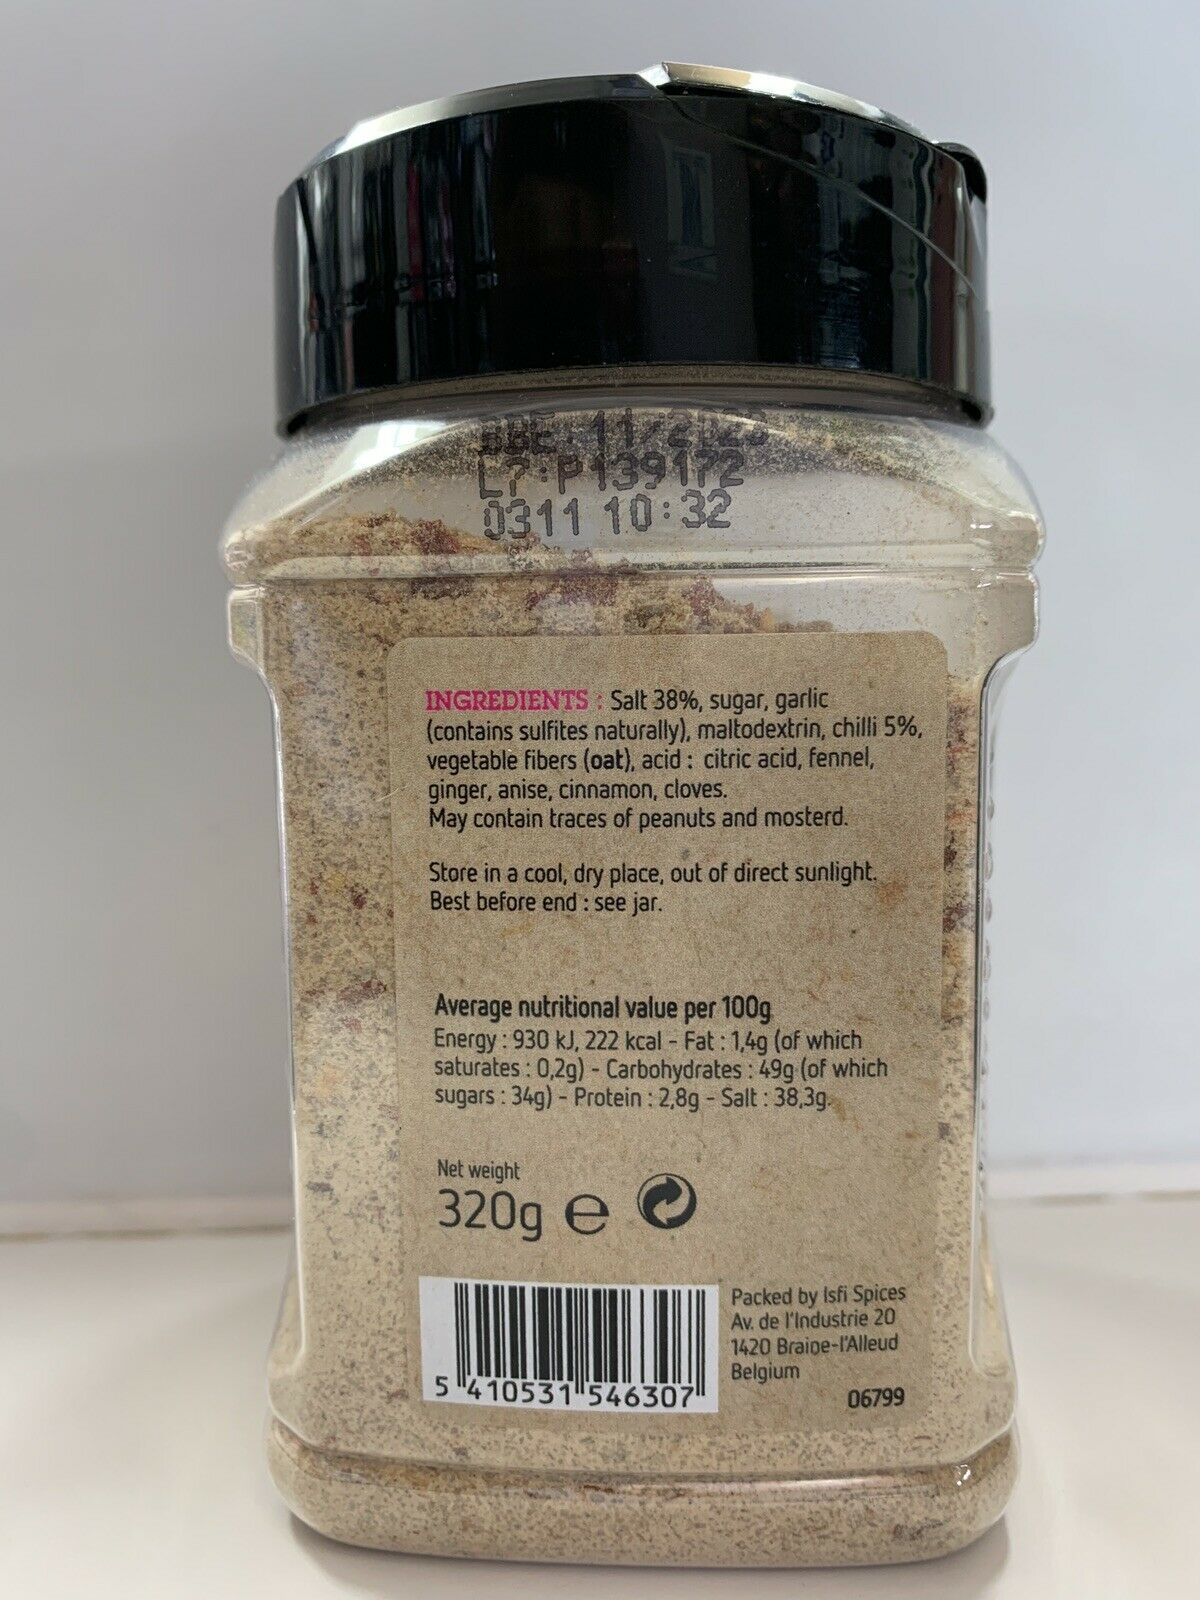 BBE: 11/2023
L?:P139172
0311 10:32
INGREDIENTS : Salt 38%, sugar, garlic
(contains sulfites naturally), maltodextrin, chilli 5%,
vegetable fibers (oat), acid : citric acid, fennel,
ginger, anise, cinnamon, cloves.
May contain traces of peanuts and mosterd.
Store in a cool, dry place, out of direct sunlight.
Best before end : see jar.
Average nutritional value per 100g
Energy : 930 kJ, 222 kcal - Fat : 1,4g (of which
saturates : 0,2g) - Carbohydrates : 49g (of which
sugars : 34g) - Protein : 2,8g - Salt : 38,3g.
Net weight
320g e
5 410531 546307
Packed by Isfi Spices
Av. de l'Industrie 20
1420 Braine-l'Alleud
Belgium
06799